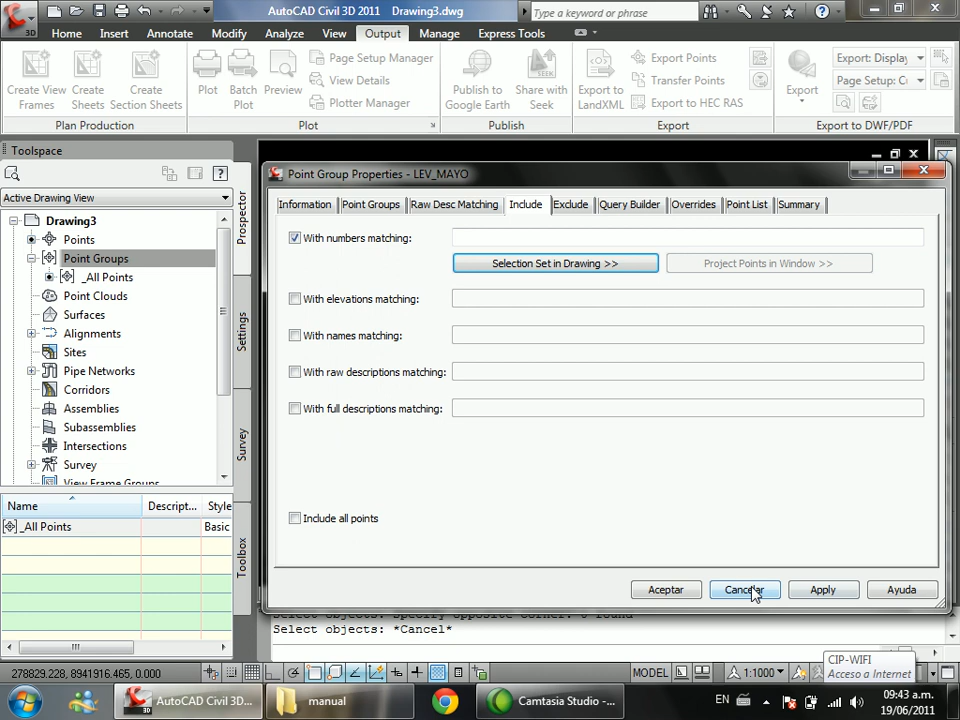 AutoCAD Civil 3D 2011 Drawing3.dwg
Type a keyword or phrase
3D
Home Insert Annotate Modify Analyze View Output Manage Express Tools
Create View Frames
Create Sheets
Create Section Sheets
Plan Production
Plot
Batch Plot
Preview
Page Setup Manager
View Details
Plotter Manager
Plot
Publish to Google Earth
Share with Seek
Publish
Export to LandXML
Export Points
Transfer Points
Export to HEC RAS
Export
Export
Export: Display
Page Setup: C
Export to DWF/PDF
Toolspace
Active Drawing View
Drawing3
Points
Point Groups
_All Points
Point Clouds
Surfaces
Alignments
Sites
Pipe Networks
Corridors
Assemblies
Subassemblies
Intersections
Survey
View Frame Groups
Prospector
Settings
Survey
Toolbox
Name Descript... Style
_All Points Basic
Point Group Properties - LEV_MAYO
Information Point Groups Raw Desc Matching Include Exclude Query Builder Overrides Point List Summary
With numbers matching:
Selection Set in Drawing >> Project Points in Window >>
With elevations matching:
With names matching:
With raw descriptions matching:
With full descriptions matching:
Include all points
Aceptar Cancelar Apply Ayuda
Select objects: Specify opposite corner: 0 found
Select objects: *Cancel*
278829.230, 8941916.465, 0.000
MODEL
1:1000
CIP-WIFI
Acceso a Internet
AutoCAD Civil 3D...
manual
Camtasia Studio -...
EN
09:43 a.m.
19/06/2011